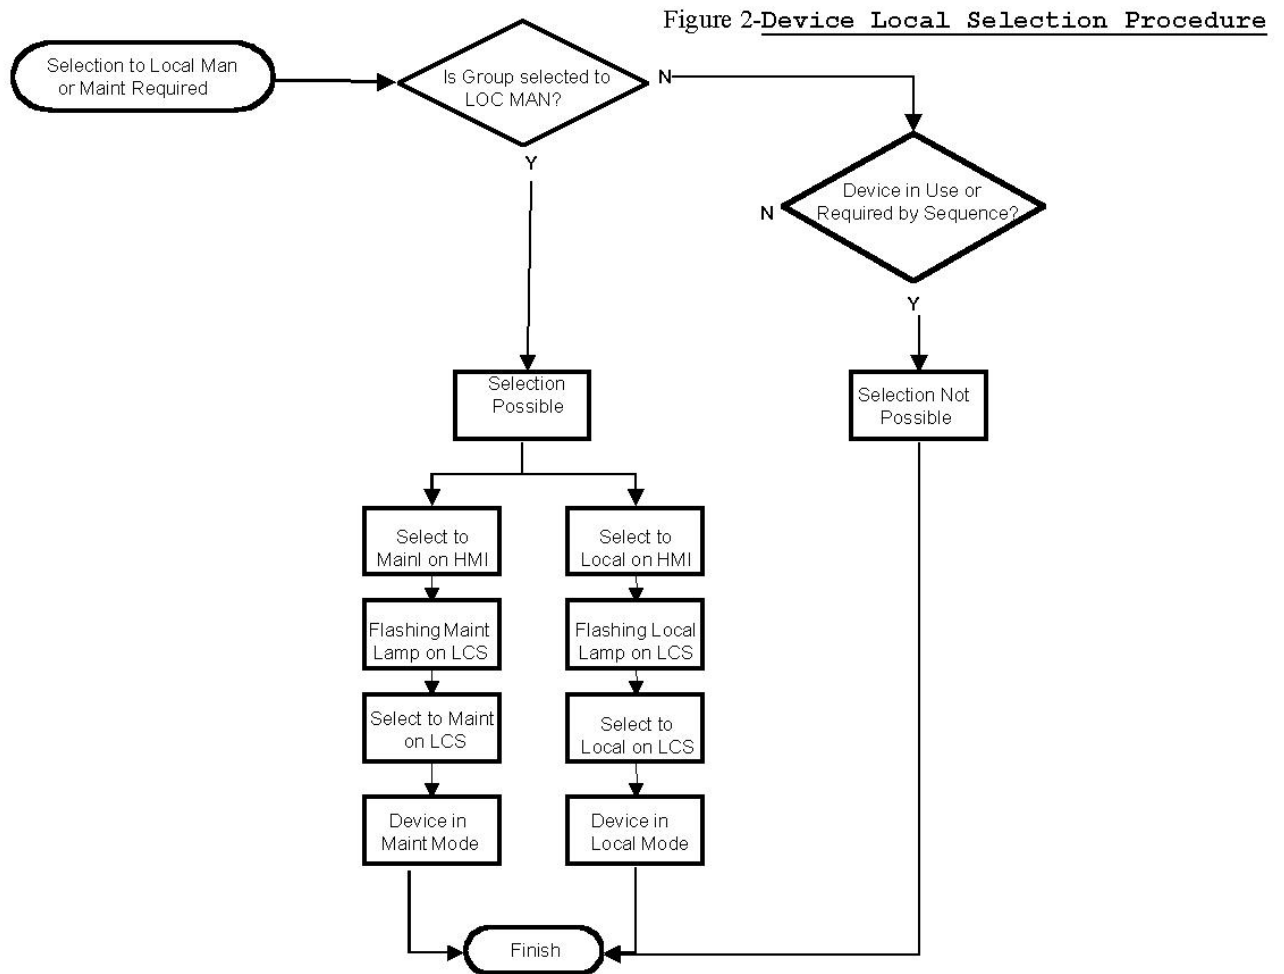 Figure 2-Device Local Selection Procedure
Selection to Local Man
or Maint Required
Is Group selected to
LOC MAN?
N
Y
Device in Use or
Required by Sequence?
N
Y
Selection
Possible
Selection Not
Possible
Select to
Mainl on HMI
Select to
Local on HMI
Flashing Maint
Lamp on LCS
Flashing Local
Lamp on LCS
Select to Maint
on LCS
Select to
Local on LCS
Device in
Maint Mode
Device in
Local Mode
Finish